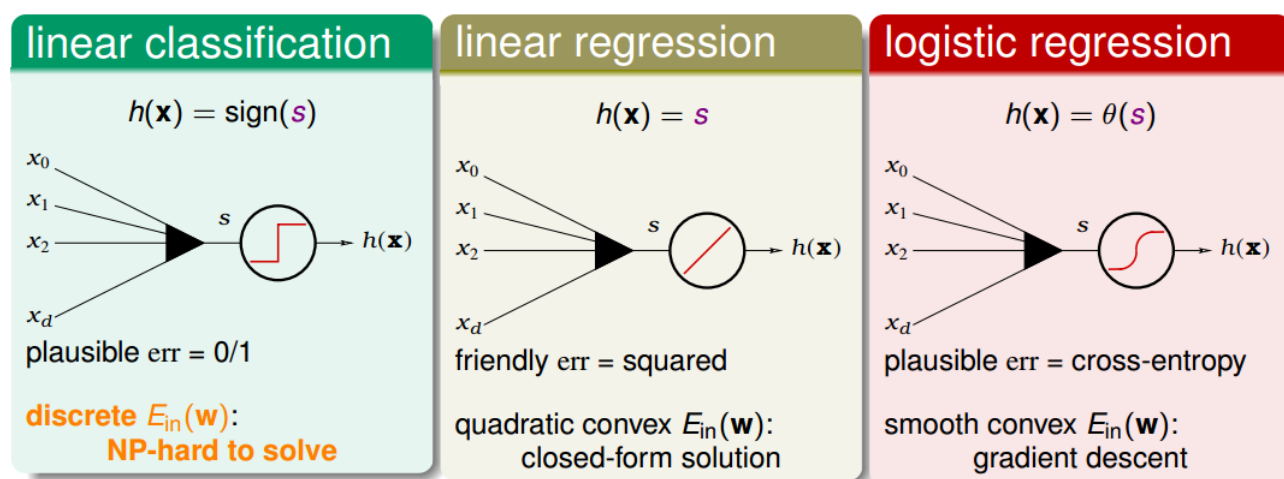 linear classification
h(x) = sign(s)
x0
x1
x2
xd
s
h(x)
plausible err = 0/1
discrete Ein(w):
NP-hard to solve
linear regression
h(x) = s
x0
x1
x2
xd
s
h(x)
friendly err = squared
quadratic convex Ein(w):
closed-form solution
logistic regression
h(x) = θ(s)
x0
x1
x2
xd
s
h(x)
plausible err = cross-entropy
smooth convex Ein(w):
gradient descent